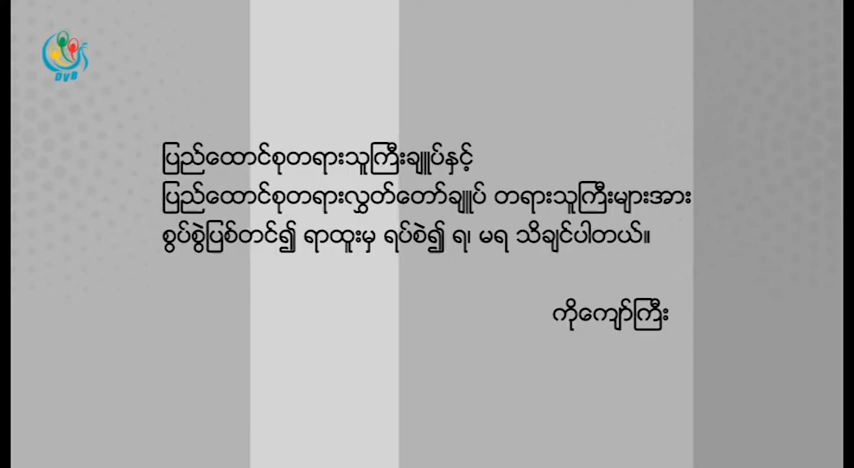 DVB
ပြည်ထောင်စုတရားသူကြီးချူပ်နှင့်
ပြည်ထောင်စုတရားလွှတ်တော်ချူပ် တရားသူကြီးများအား
စွပ်စွဲပြစ်တင်၍ ရာထူးမှ ရပ်စဲ၍ ရ၊ မရ သိချင်ပါတယ်။
ကိုကျော်ကြီး